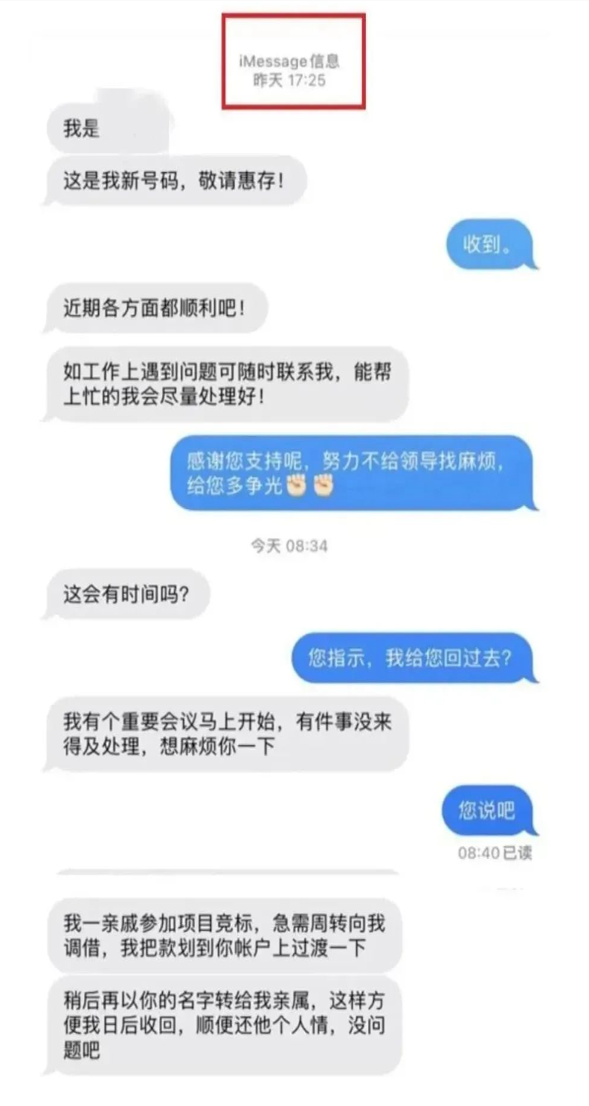 iMessage信息
昨天 17:25
我是
这是我新号码，敬请惠存！
收到。
近期各方面都顺利吧！
如工作上遇到问题可随时联系我，能帮
上忙的我会尽量处理好！
感谢您支持呢，努力不给领导找麻烦，
给您多争光✊🏻✊🏻
今天 08:34
这会有时间吗？
您指示，我给您回过去？
我有个重要会议马上开始，有件事没来
得及处理，想麻烦你一下
您说吧
08:40已读
我一亲戚参加项目竞标，急需周转向我
调借，我把款划到你帐户上过渡一下
稍后再以你的名字转给我亲属，这样方
便我日后收回，顺便还他个人情，没问
题吧